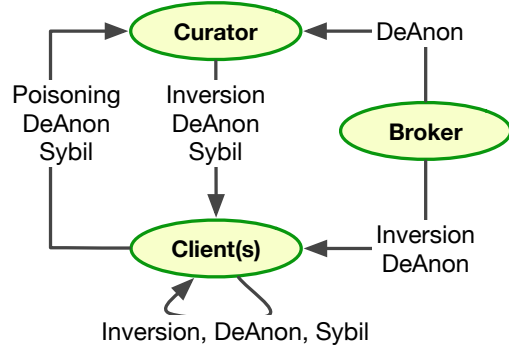 Curator
DeAnon
Poisoning
DeAnon
Sybil
Inversion
DeAnon
Sybil
Broker
Client(s)
Inversion
DeAnon
Inversion, DeAnon, Sybil